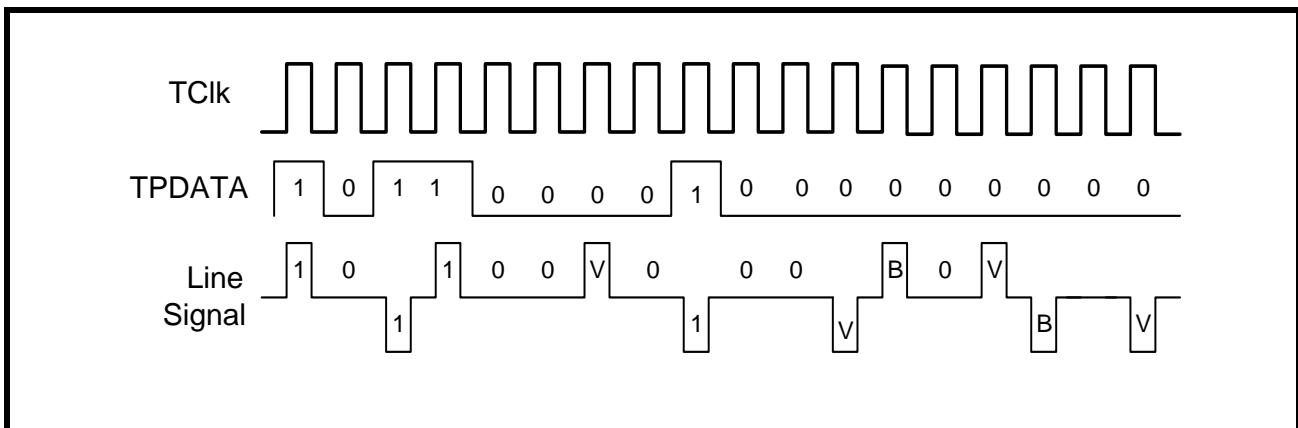 TClk
TPDATA 1 0 1 1 0 0 0 0 1 0 0 0 0 0 0 0 0 0
Line Signal 1 0 1 1 0 0 V 0 1 0 0 V B 0 V B V